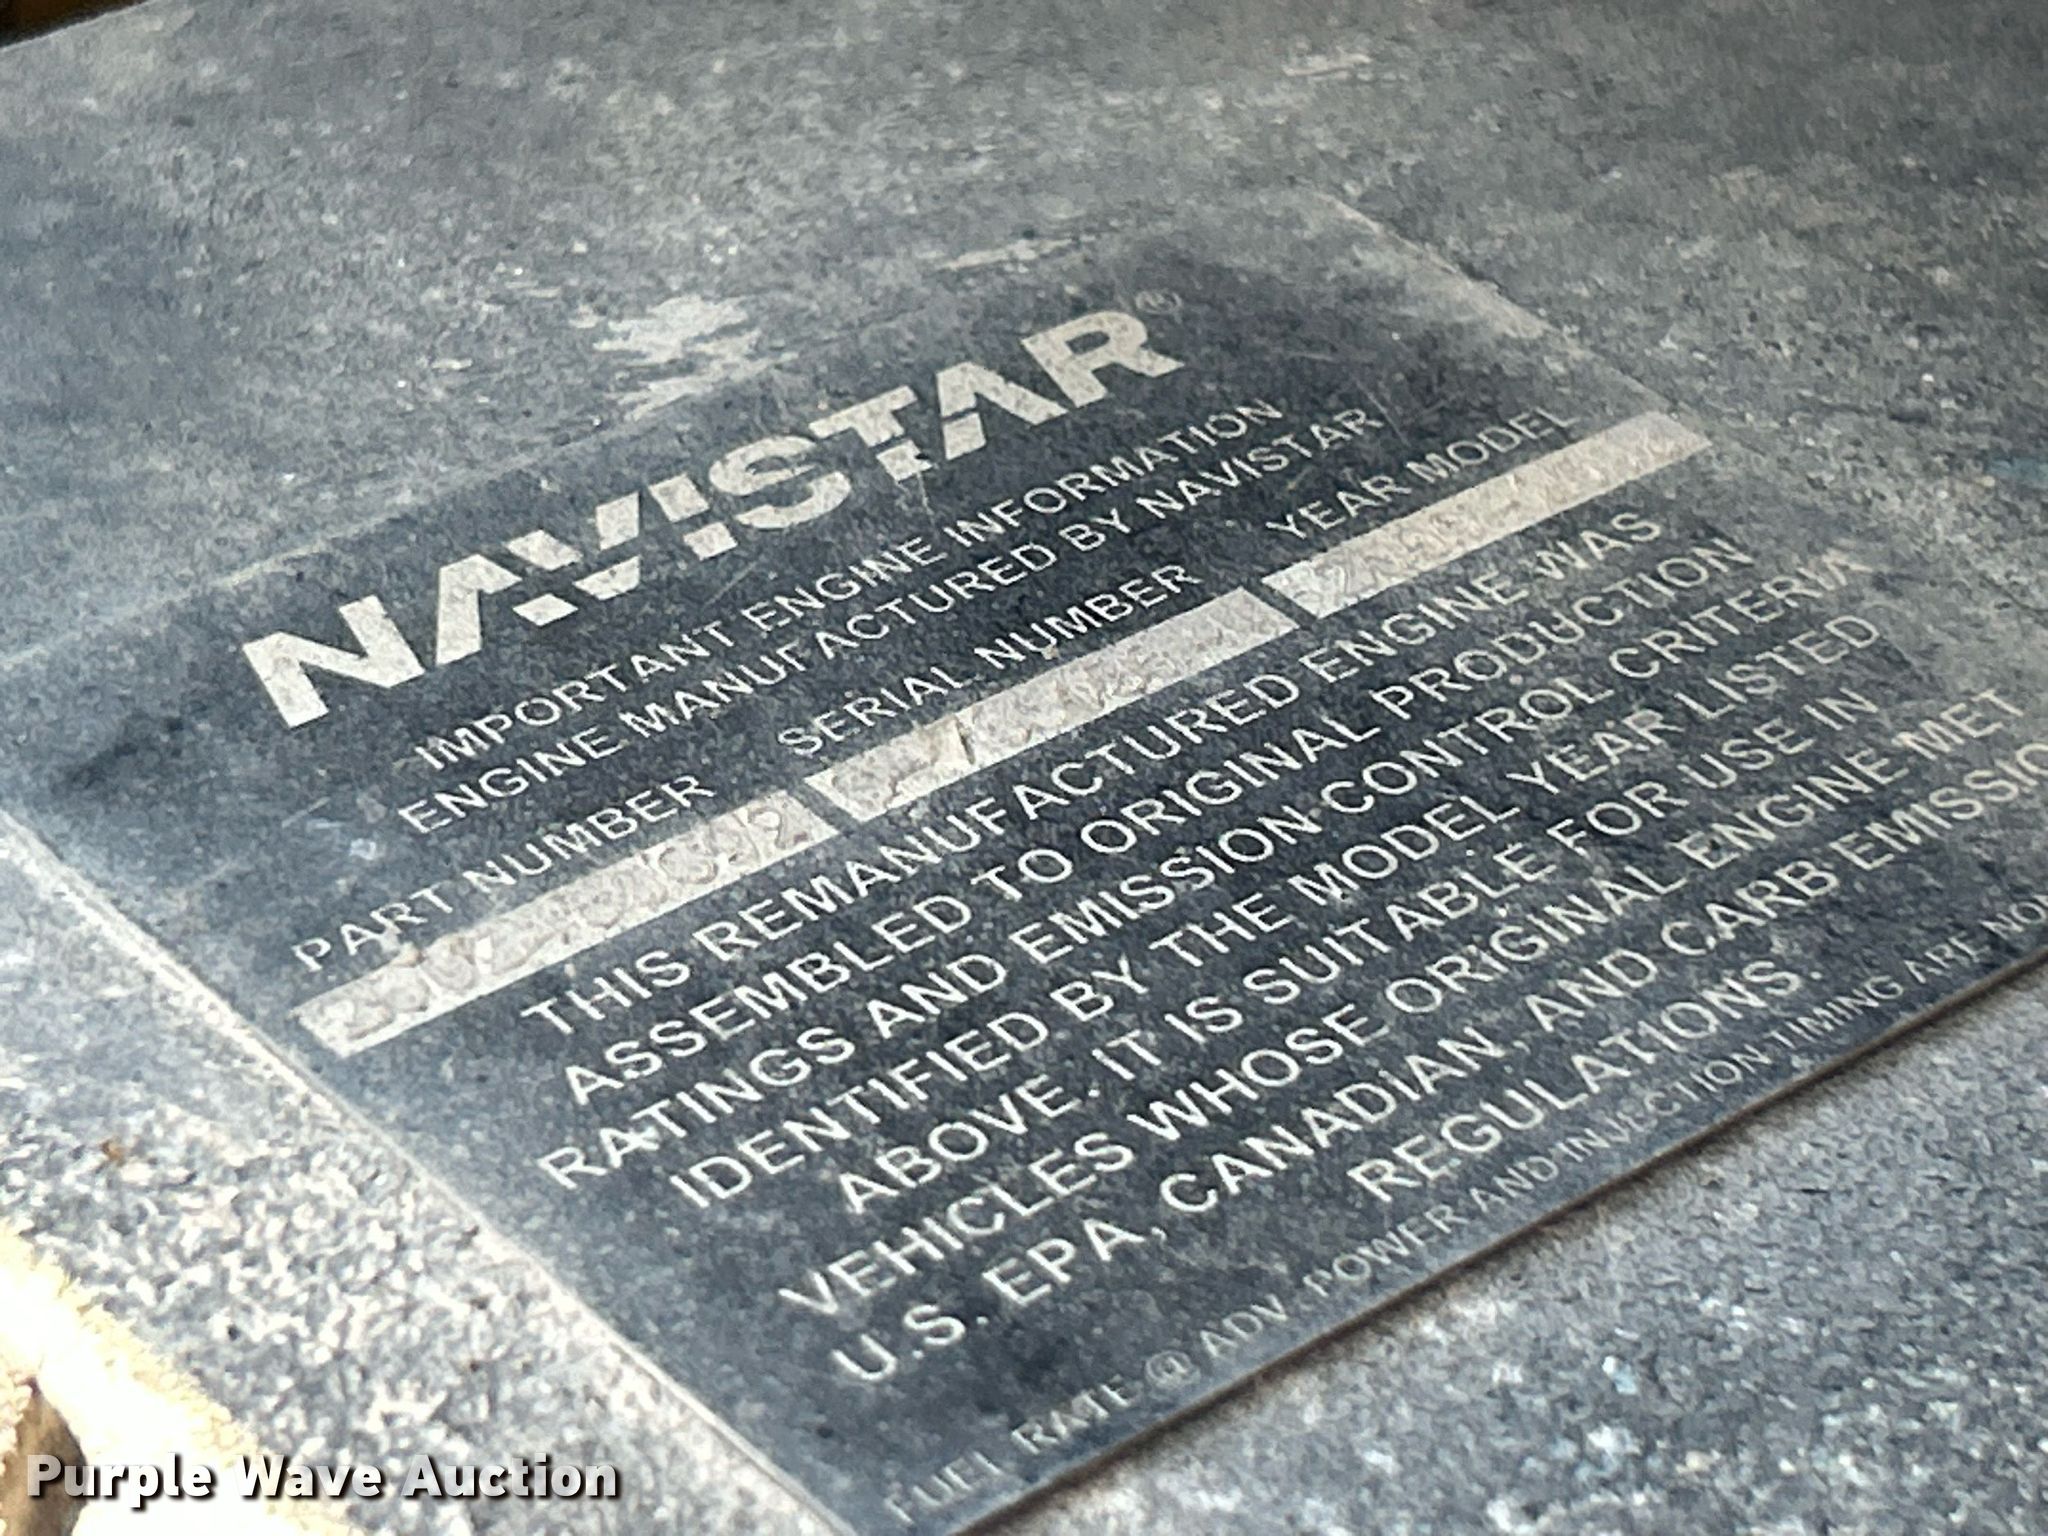 NAVISTAR®
IMPORTANT ENGINE INFORMATION
ENGINE MANUFACTURED BY NAVISTAR
PART NUMBER SERIAL NUMBER YEAR MODEL
THIS REMANUFACTURED ENGINE WAS
ASSEMBLED TO ORIGINAL PRODUCTION
RATINGS AND EMISSION CONTROL CRITERIA
IDENTIFIED BY THE MODEL YEAR LISTED
ABOVE. IT IS SUITABLE FOR USE IN
VEHICLES WHOSE ORIGINAL ENGINE MET
U.S. EPA, CANADIAN, AND CARB EMISSIO
REGULATIONS.
FUEL RATE @ ADV. POWER AND INJECTION TIMING ARE NO
Purple Wave Auction